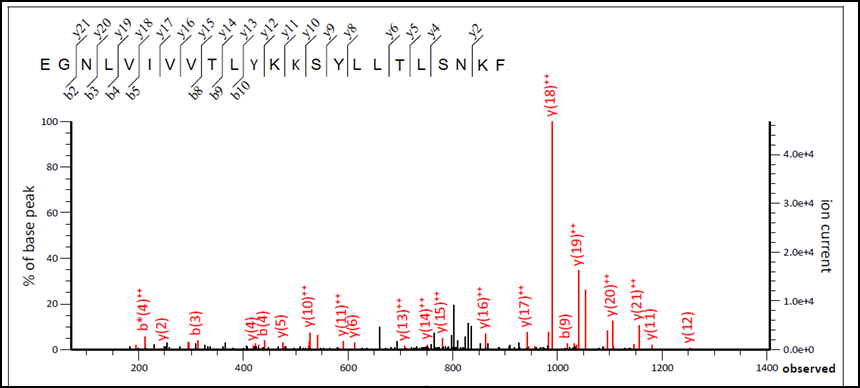 y21 y20 y19 y18 y17 y16 y15 y14 y13 y12 y11 y10 y9 y8 y6 y5 y4 y2
E G N L V I V V T L Y K K S Y L L T L S N K F
b2 b3 b4 b5 b8 b9 b10
% of base peak
100
80
60
40
20
0
b*(4)++
y(2)
b(3)
y(4)
b(4)
y(5)
y(10)++
y(11)++
y(6)
y(13)++
y(14)++
y(15)++
y(16)++
y(17)++
y(18)++
b(9)
y(19)++
y(20)++
y(21)++
y(11)
y(12)
4.0e+4
3.0e+4
2.0e+4
1.0e+4
0.0e+4
ion current
200 400 600 800 1000 1200 1400 observed